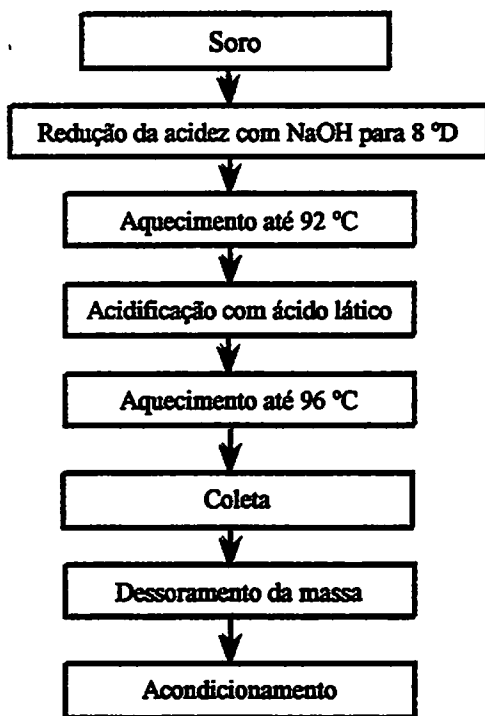 Soro
Redução da acidez com NaOH para 8 ºD
Aquecimento até 92 ºC
Acidificação com ácido lático
Aquecimento até 96 ºC
Coleta
Dessoramento da massa
Acondicionamento